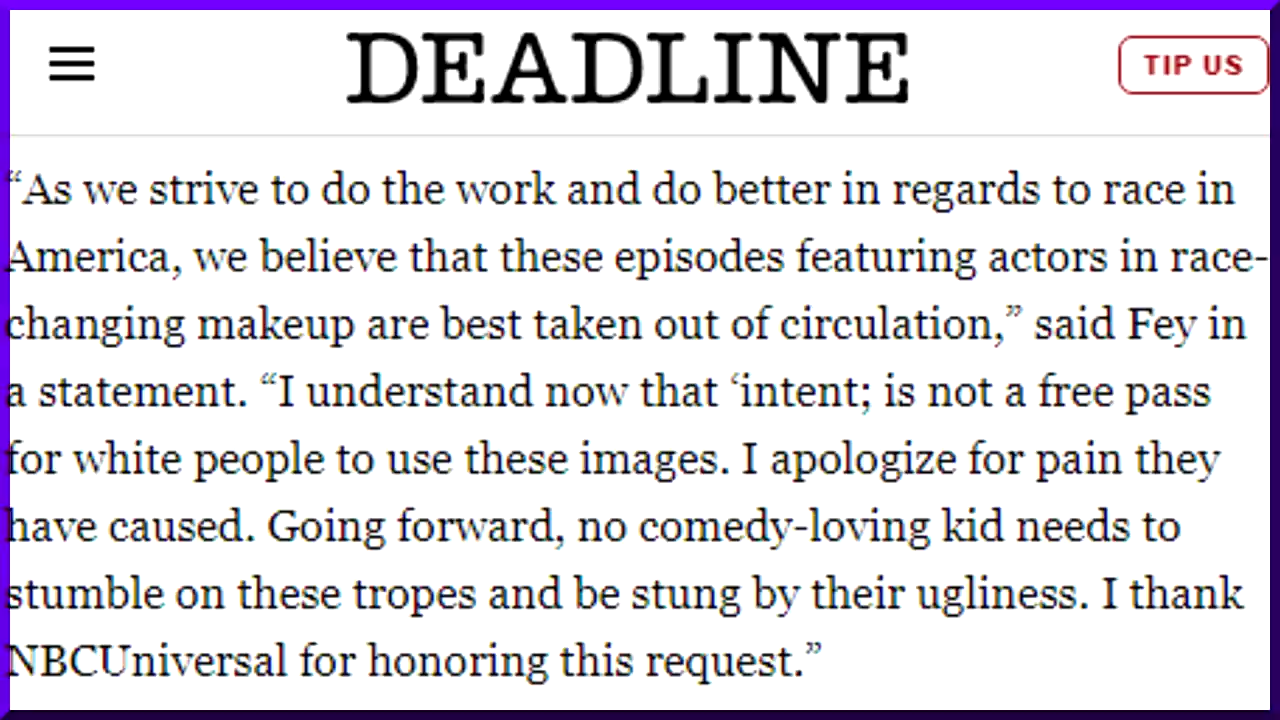 DEADLINE
TIP US
“As we strive to do the work and do better in regards to race in
America, we believe that these episodes featuring actors in race-
changing makeup are best taken out of circulation,” said Fey in
a statement. “I understand now that ‘intent; is not a free pass
for white people to use these images. I apologize for pain they
have caused. Going forward, no comedy-loving kid needs to
stumble on these tropes and be stung by their ugliness. I thank
NBCUniversal for honoring this request.”